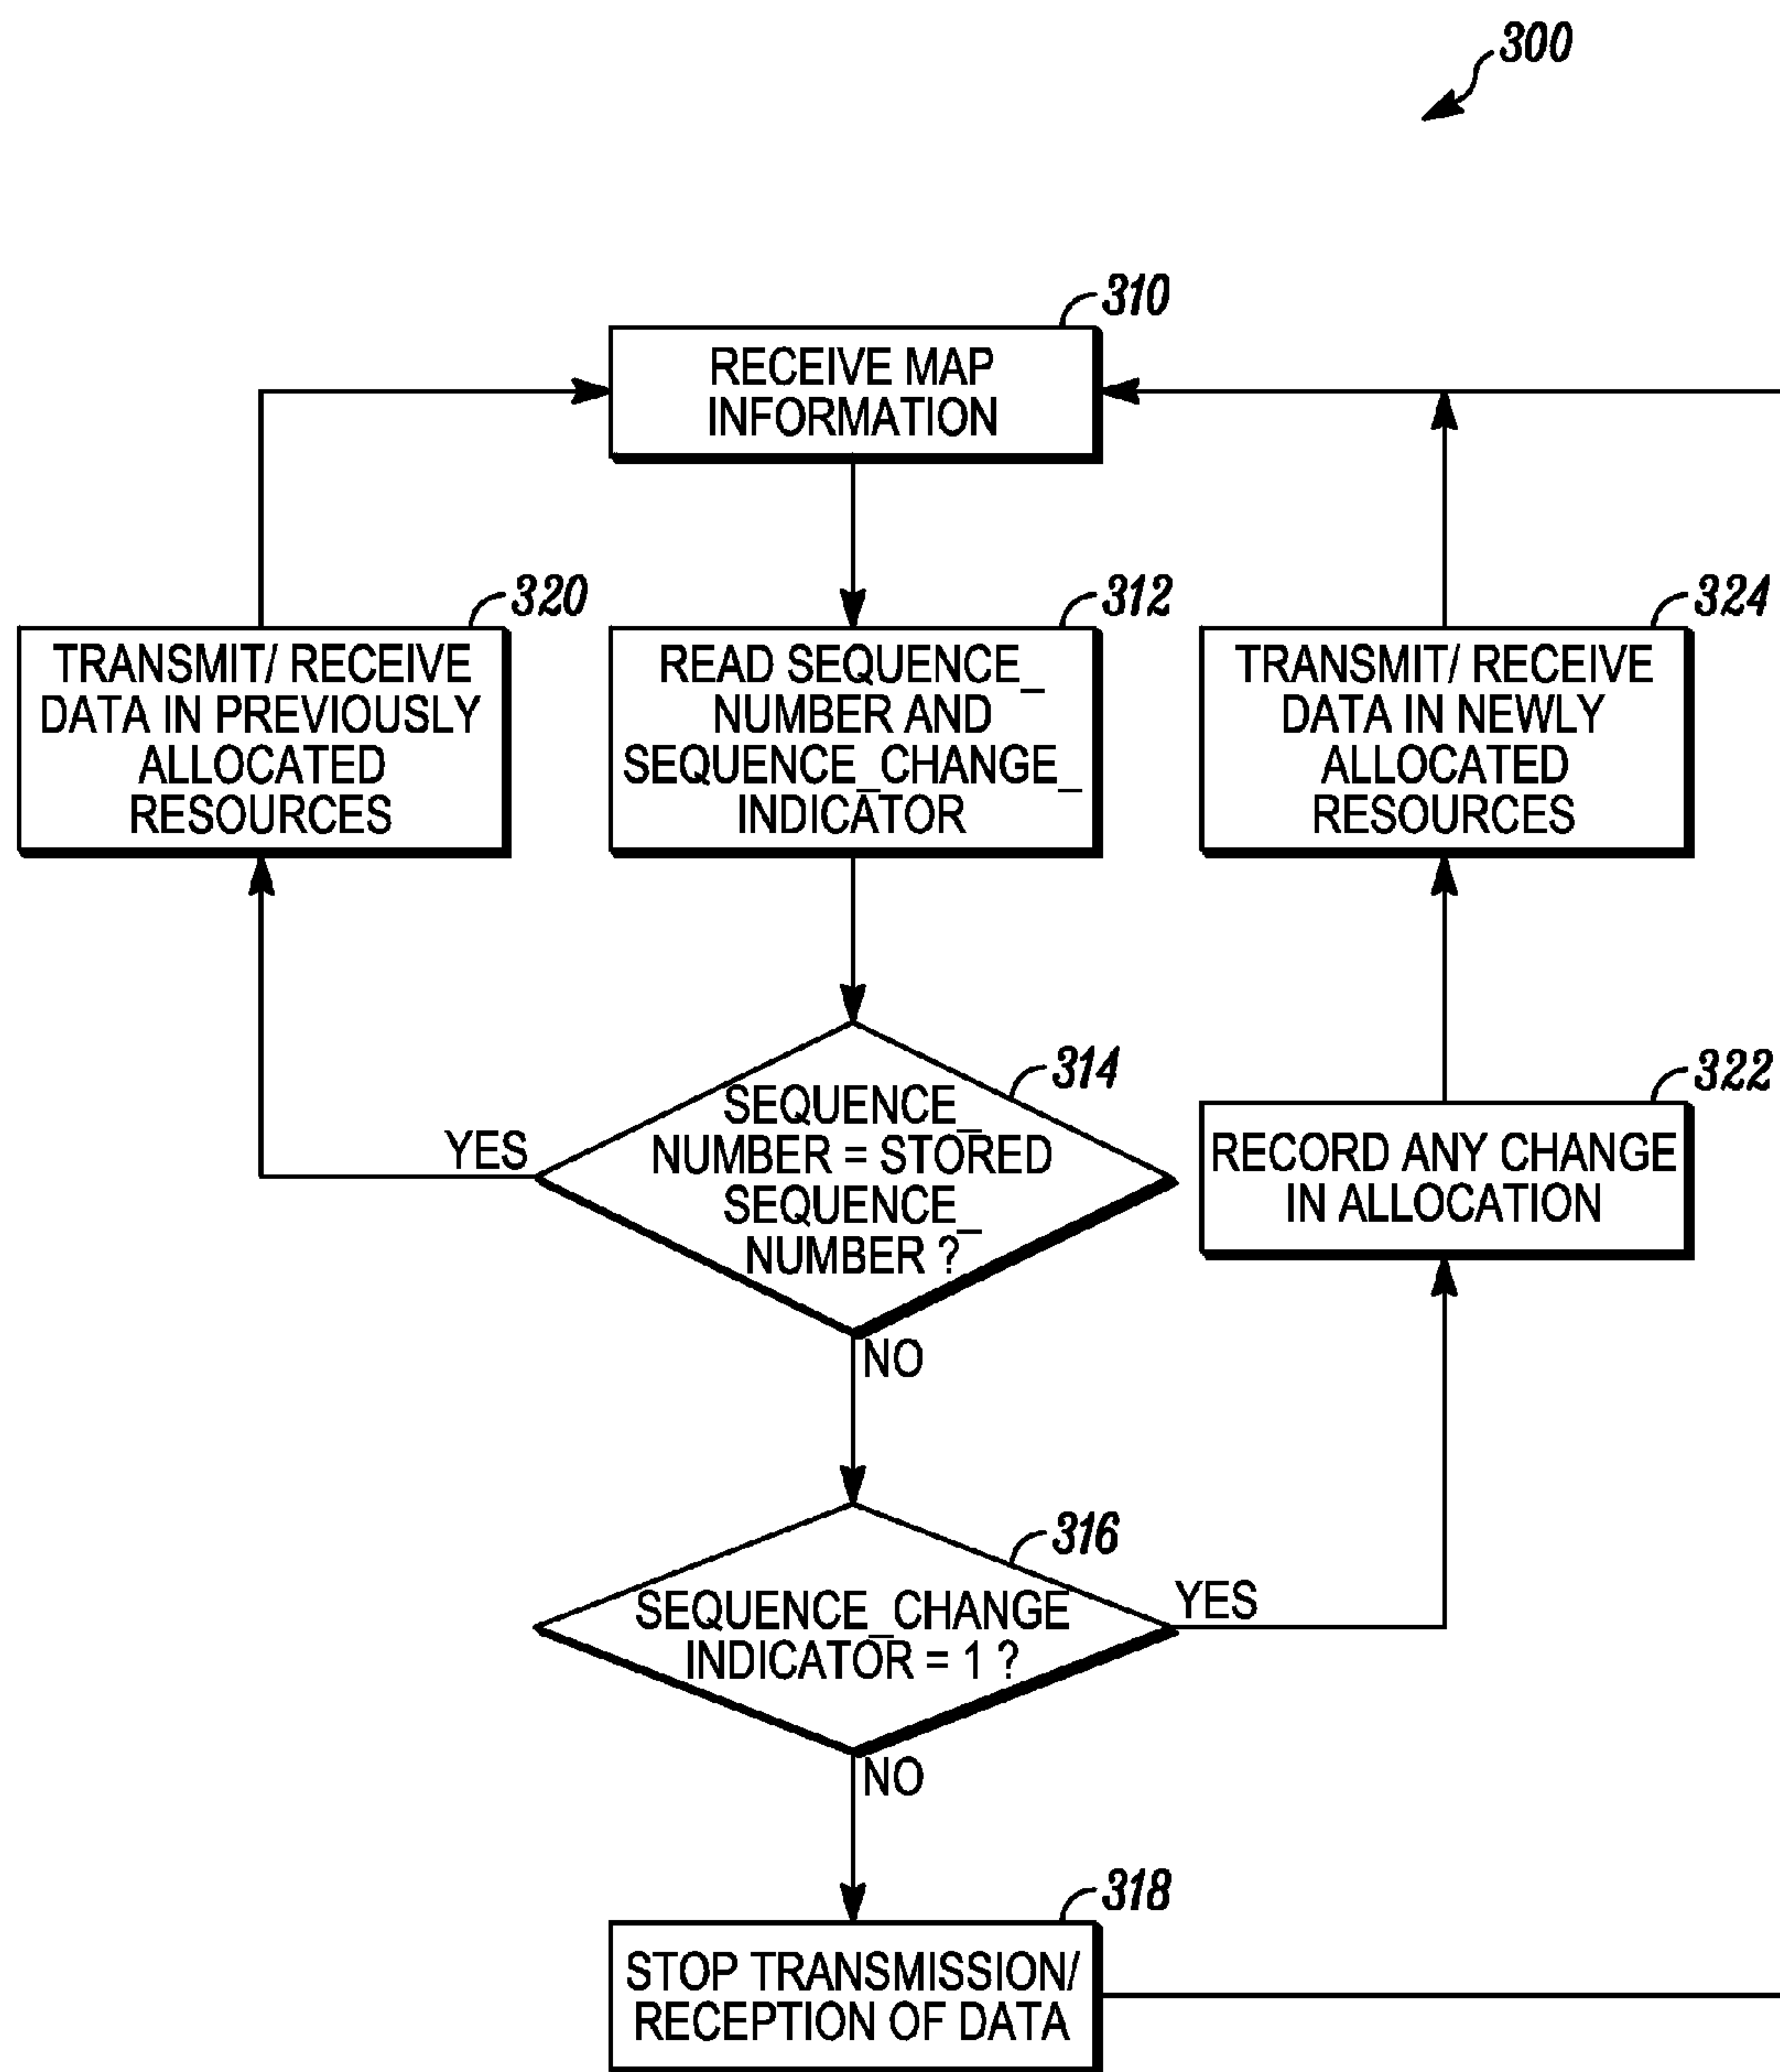 300
310
RECEIVE MAP
INFORMATION
320
TRANSMIT/ RECEIVE
DATA IN PREVIOUSLY
ALLOCATED
RESOURCES
312
READ SEQUENCE_
NUMBER AND
SEQUENCE_CHANGE_
INDICATOR
324
TRANSMIT/ RECEIVE
DATA IN NEWLY
ALLOCATED
RESOURCES
314
SEQUENCE_
NUMBER = STORED
SEQUENCE_
NUMBER ?
YES
NO
322
RECORD ANY CHANGE
IN ALLOCATION
316
SEQUENCE_CHANGE
INDICATOR = 1 ?
YES
NO
318
STOP TRANSMISSION/
RECEPTION OF DATA